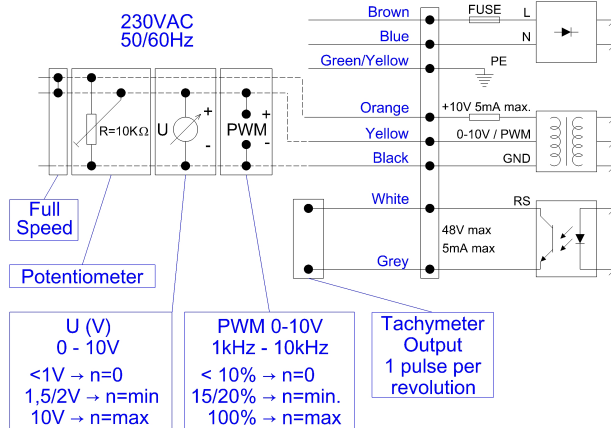 230VAC
50/60Hz
Brown
FUSE
L
Blue
N
Green/Yellow
PE
Orange
+10V 5mA max.
Yellow
0-10V / PWM
Black
GND
R=10KΩ
U
+
-
PWM
+
-
White
RS
48V max
5mA max
Grey
Full
Speed
Potentiometer
U (V)
0 - 10V
<1V → n=0
1,5/2V → n=min
10V → n=max
PWM 0-10V
1kHz - 10kHz
< 10% → n=0
15/20% → n=min.
100% → n=max
Tachymeter
Output
1 pulse per
revolution